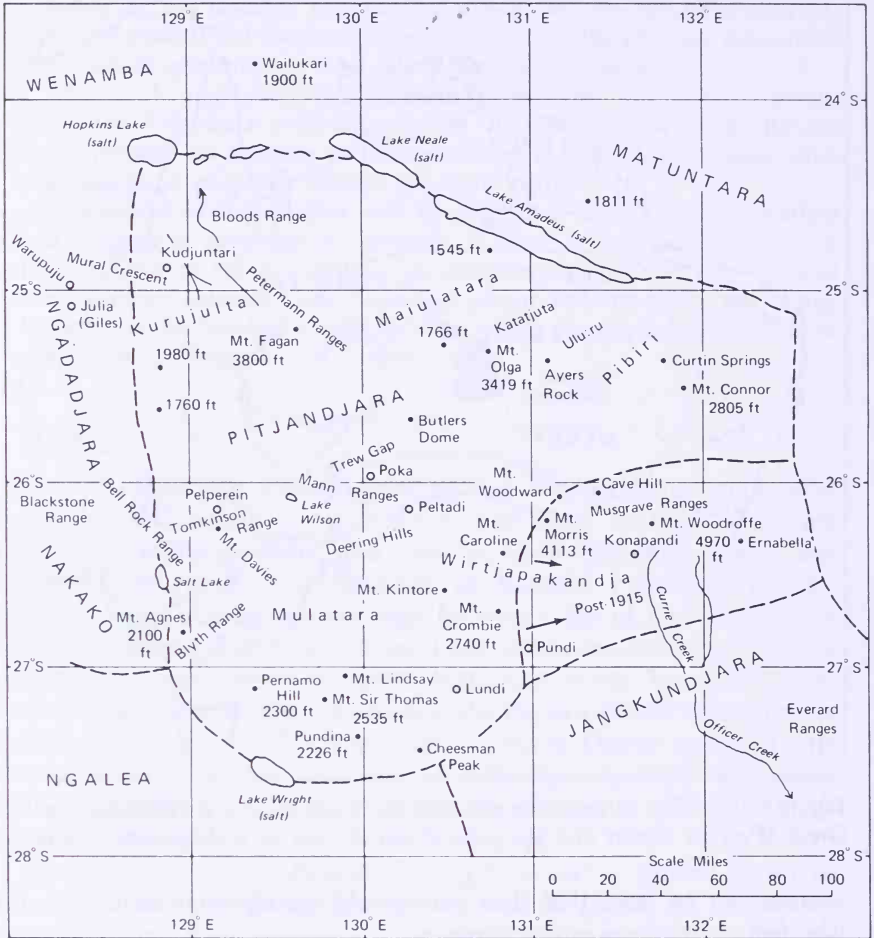 129°E 130°E 131°E 132°E
WENAMBA
Wailukari
1900 ft
24°S
Hopkins Lake
(salt)
Lake Neale
(salt)
MATUNTARA
Lake Amadeus (salt)
1811 ft
Bloods Range
1545 ft
Warupuju
Mural Crescent
Kudjuntari
Petermann Ranges
25°S
Julia
(Giles)
Kurujulta
Maiulatara
NGADADJARA
Mt. Fagan
3800 ft
1766 ft
Katatjuta
Mt.
Olga
3419 ft
Ulu:ru
Ayers
Rock
Pibiri
Curtin Springs
1980 ft
Mt. Connor
2805 ft
1760 ft
PITJANDJARA
Butlers
Dome
Trew Gap
Poka
26°S
Bell Rock Range
Blackstone
Range
Pelperein
Tomkinson
Range
Mt. Davies
Mann Ranges
Lake
Wilson
Peltadi
Deering Hills
Mt.
Woodward
Cave Hill
Musgrave Ranges
Mt.
Morris
4113 ft
Mt. Woodroffe
4970
ft
Mt.
Caroline
Konapandi
Ernabella
Wirtjapakandja
NAKAKO
Salt Lake
Mt. Kintore
Post 1915
Currie Creek
Mt. Agnes
2100
ft
Blyth Range
Mulatara
Mt.
Crombie
2740 ft
Pundi
27°S
JANGKUNDJARA
Pernamo
Hill
2300 ft
Mt. Lindsay
Mt. Sir Thomas
2535 ft
Lundi
Everard
Ranges
Officer Creek
Pundina
2226 ft
Cheesman
Peak
NGALEA
Lake Wright
(salt)
28°S 28°S
Scale Miles
0 20 40 60 80 100
129°E 130°E 131°E 132°E